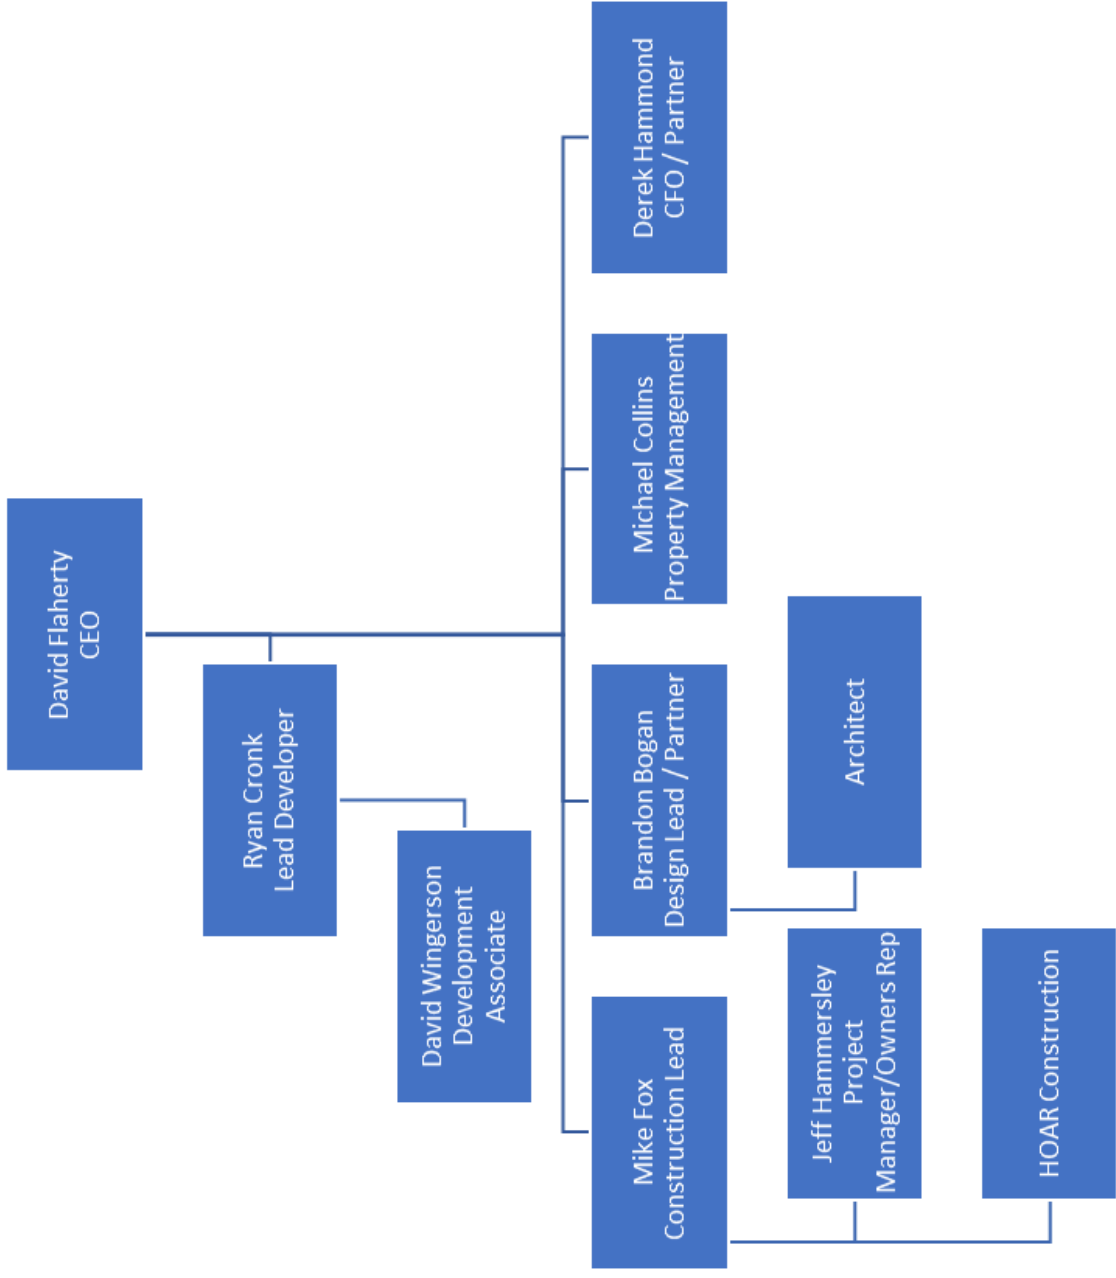 David Flaherty
CEO
Ryan Cronk
Lead Developer
David Wingerson
Development
Associate
Mike Fox
Construction Lead
Brandon Bogan
Design Lead / Partner
Michael Collins
Property Management
Derek Hammond
CFO / Partner
Jeff Hammersley
Project
Manager/Owners Rep
Architect
HOAR Construction